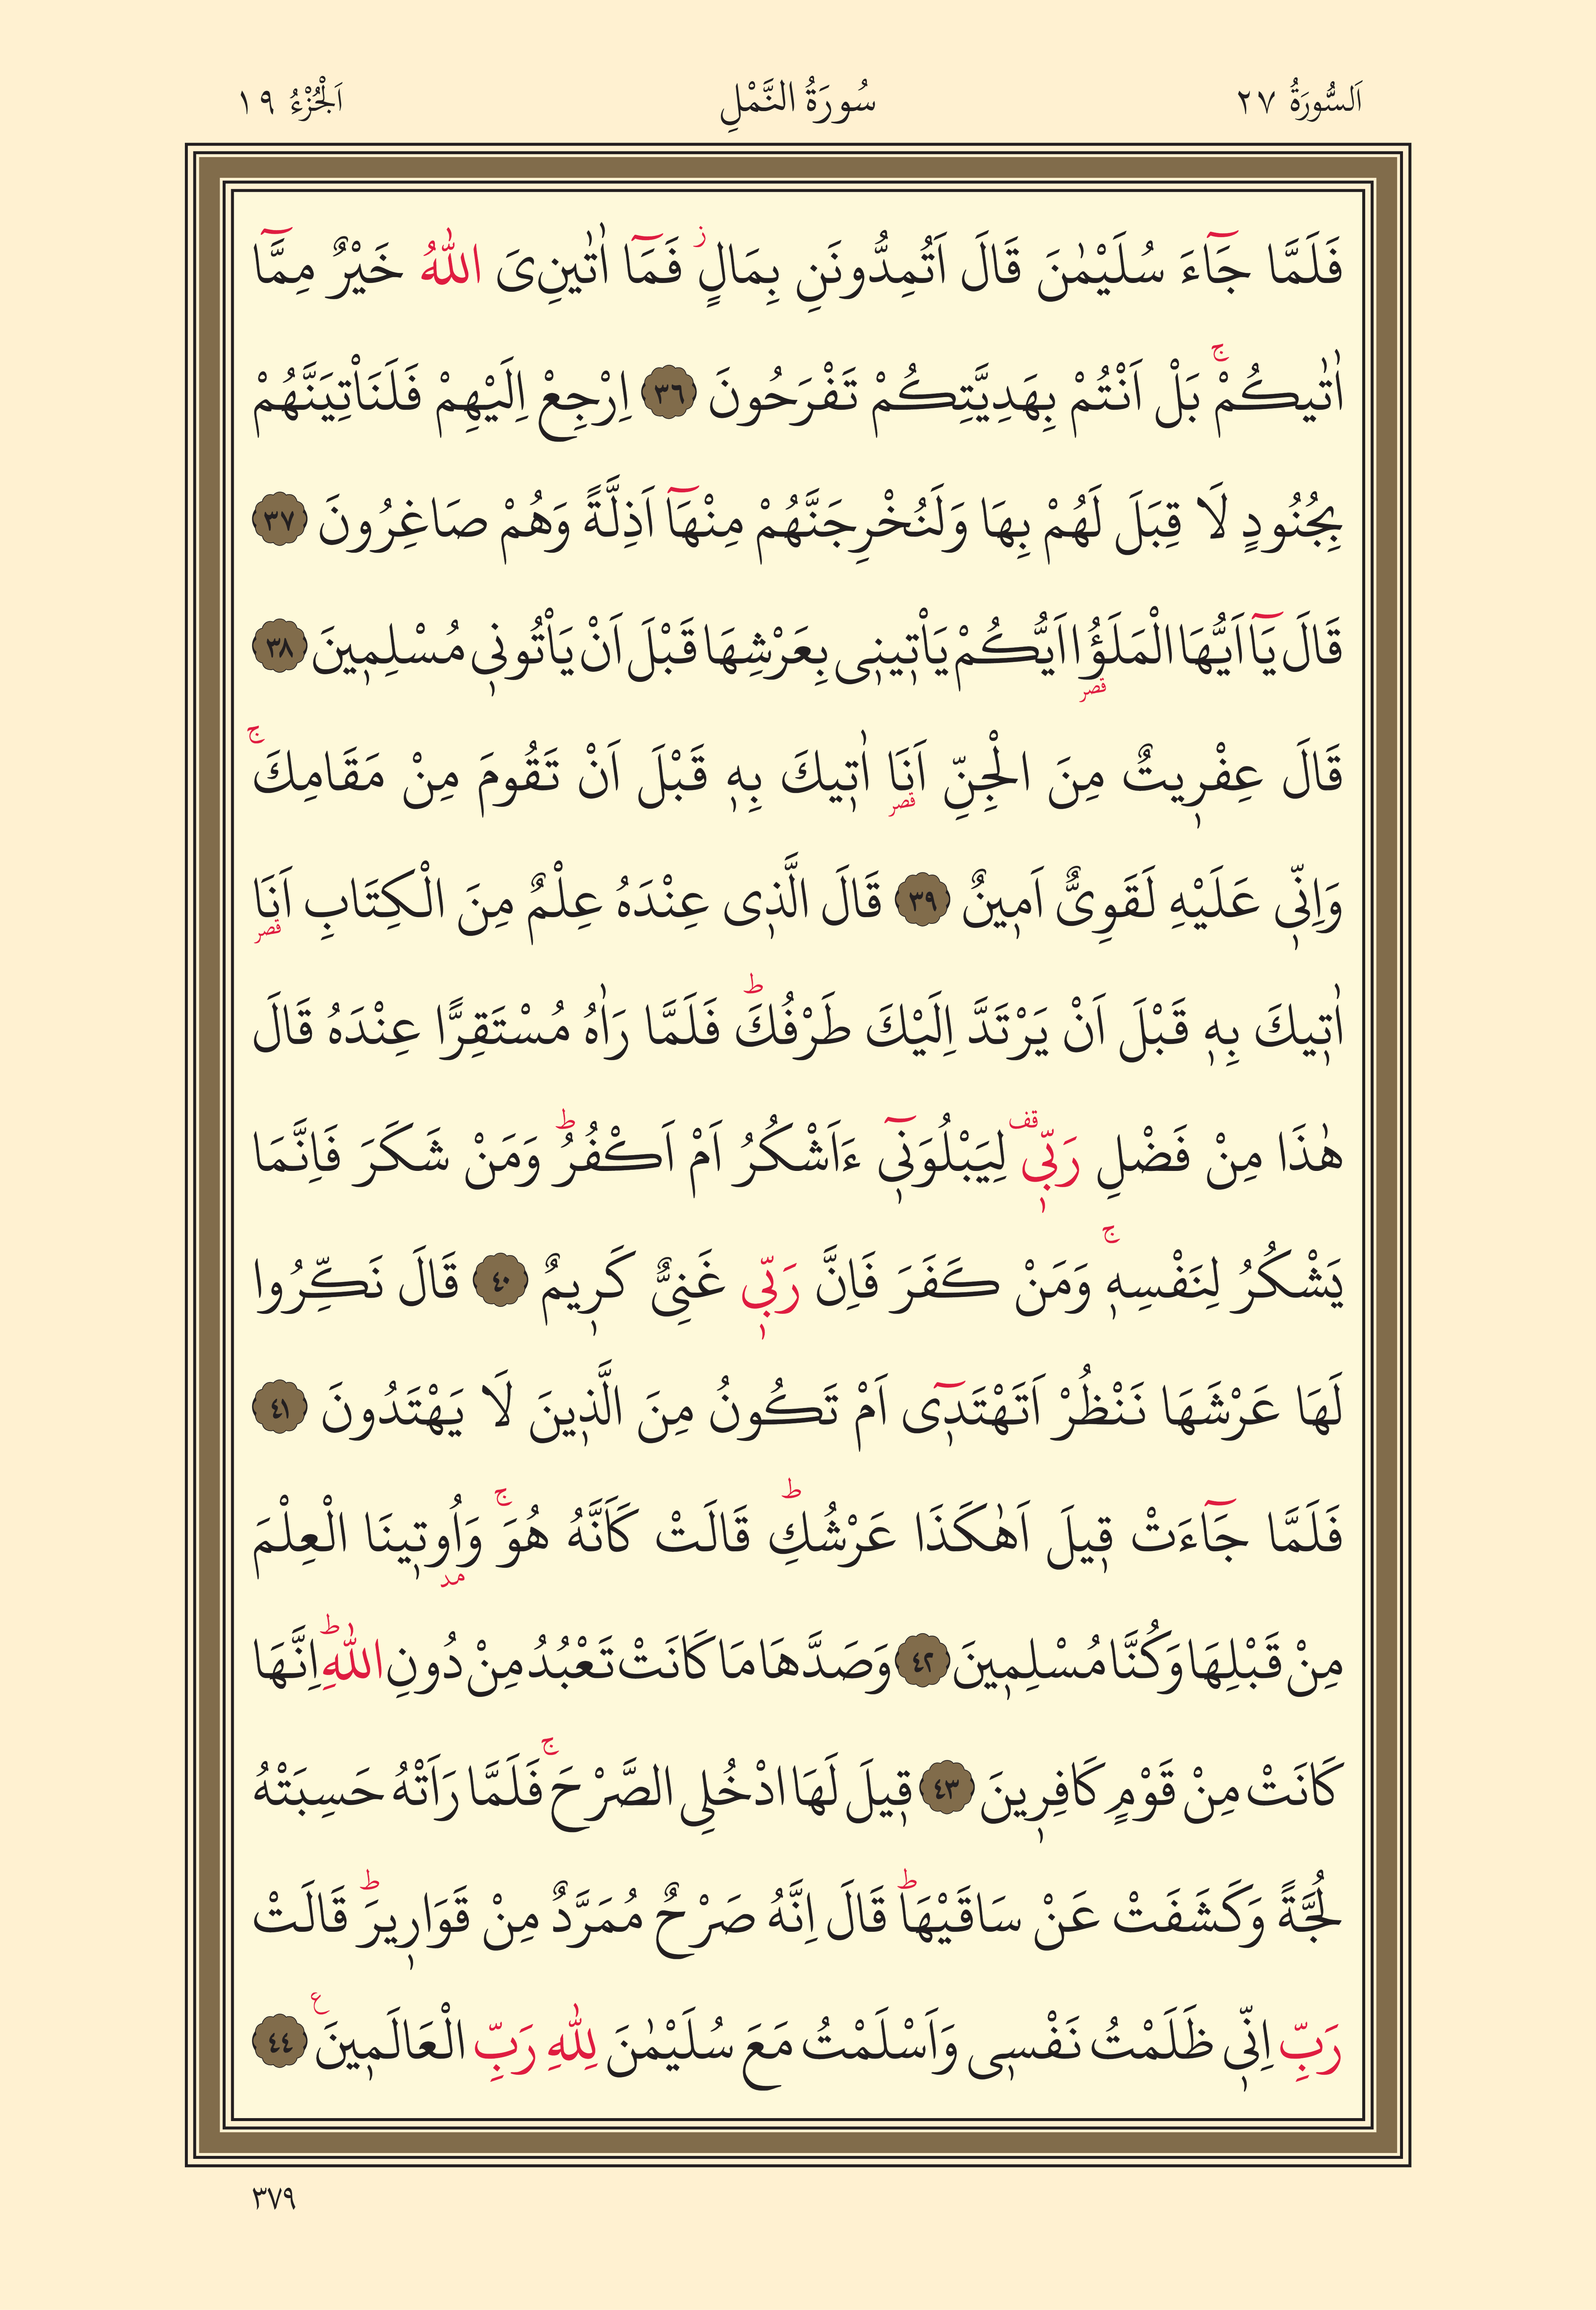 اَلسُّورَةُ ٢٧ سُورَةُ النَّمْلِ اَلْجُزْءُ ١٩
فَلَمَّا جَٓاءَ سُلَيْمٰنَ قَالَ اَتُمِدُّونَنِ بِمَالٍۘ فَمَٓا اٰتٰينِيَ اللّٰهُ خَيْرٌ مِمَّٓا
اٰتٰيكُمْۚ بَلْ اَنْتُمْ بِهَدِيَّتِكُمْ تَفْرَحُونَ ٣٦ اِرْجِعْ اِلَيْهِمْ فَلَنَأْتِيَنَّهُمْ
بِجُنُودٍ لَا قِبَلَ لَهُمْ بِهَا وَلَنُخْرِجَنَّهُمْ مِنْهَٓا اَذِلَّةً وَهُمْ صَاغِرُونَ ٣٧
قَالَ يَٓا اَيُّهَا الْمَلَؤُ۬ا اَيُّكُمْ يَأْت۪ين۪ي بِعَرْشِهَا قَبْلَ اَنْ يَأْتُون۪ي مُسْلِم۪ينَ ٣٨
قَالَ عِفْر۪يتٌ مِنَ الْجِنِّ اَنَا۬ اٰت۪يكَ بِه۪ قَبْلَ اَنْ تَقُومَ مِنْ مَقَامِكَۚ
وَاِنّ۪ي عَلَيْهِ لَقَوِيٌّ اَم۪ينٌ ٣٩ قَالَ الَّذ۪ي عِنْدَهُ عِلْمٌ مِنَ الْكِتَابِ اَنَا۬
اٰت۪يكَ بِه۪ قَبْلَ اَنْ يَرْتَدَّ اِلَيْكَ طَرْفُكَۜ فَلَمَّا رَاٰهُ مُسْتَقِرًّا عِنْدَهُ قَالَ
هٰذَا مِنْ فَضْلِ رَبّ۪ي۠ لِيَبْلُوَن۪ٓي ءَاَشْكُرُ اَمْ اَكْفُرُۜ وَمَنْ شَكَرَ فَاِنَّمَا
يَشْكُرُ لِنَفْسِه۪ۚ وَمَنْ كَفَرَ فَاِنَّ رَبّ۪ي غَنِيٌّ كَر۪يمٌ ٤٠ قَالَ نَكِّرُوا
لَهَا عَرْشَهَا نَنْظُرْ اَتَهْتَد۪ٓي اَمْ تَكُونُ مِنَ الَّذ۪ينَ لَا يَهْتَدُونَ ٤١
فَلَمَّا جَٓاءَتْ ق۪يلَ اَهٰكَذَا عَرْشُكِۜ قَالَتْ كَاَنَّهُ هُوَۚ وَاُو۫ت۪ينَا الْعِلْمَ
مِنْ قَبْلِهَا وَكُنَّا مُسْلِم۪ينَ ٤٢ وَصَدَّهَا مَا كَانَتْ تَعْبُدُ مِنْ دُونِ اللّٰهِۜ اِنَّهَا
كَانَتْ مِنْ قَوْمٍ كَافِر۪ينَ ٤٣ ق۪يلَ لَهَا ادْخُلِي الصَّرْحَۚ فَلَمَّا رَاَتْهُ حَسِبَتْهُ
لُجَّةً وَكَشَفَتْ عَنْ سَاقَيْهَاۜ قَالَ اِنَّهُ صَرْحٌ مُمَرَّدٌ مِنْ قَوَار۪يرَۜ قَالَتْ
رَبِّ اِنّ۪ي ظَلَمْتُ نَفْس۪ي وَاَسْلَمْتُ مَعَ سُلَيْمٰنَ لِلّٰهِ رَبِّ الْعَالَم۪ينَ۟ ٤٤
٣٧٩